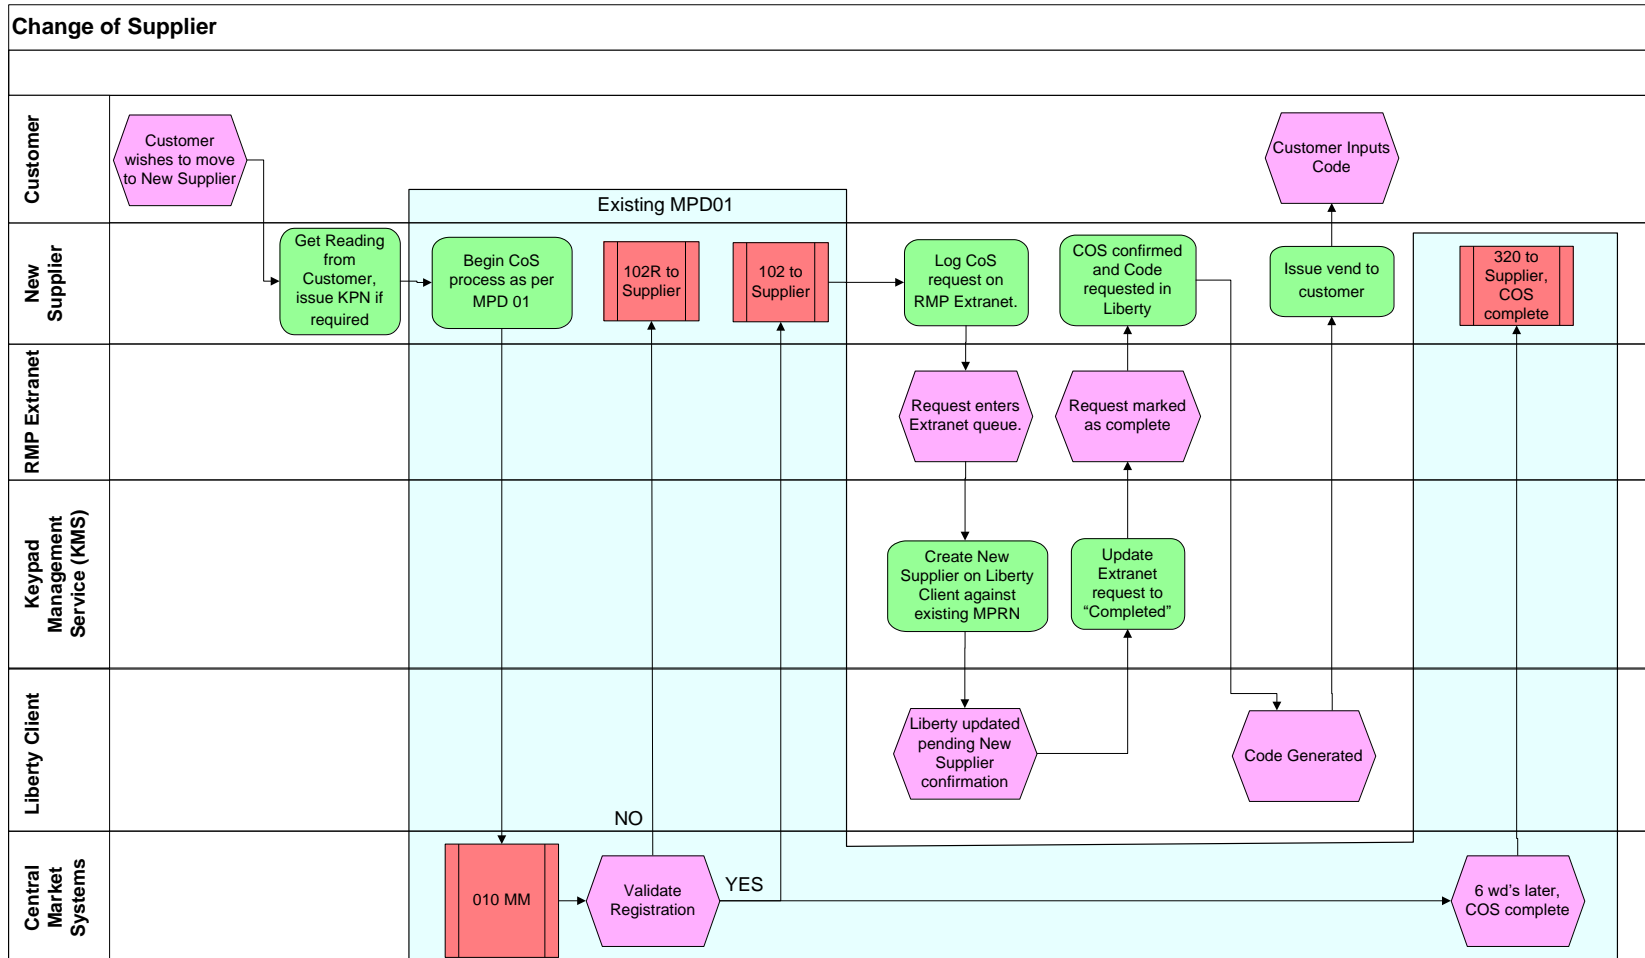 Change of Supplier
Customer
Customer
wishes to move
to New Supplier
Customer Inputs
Code
Existing MPD01
New
Supplier
Get Reading
from
Customer,
issue KPN if
required
Begin CoS
process as per
MPD 01
102R to
Supplier
102 to
Supplier
Log CoS
request on
RMP Extranet.
COS confirmed
and Code
requested in
Liberty
Issue vend to
customer
320 to
Supplier,
COS
complete
RMP Extranet
Request enters
Extranet queue.
Request marked
as complete
Keypad
Management
Service (KMS)
Create New
Supplier on Liberty
Client against
existing MPRN
Update
Extranet
request to
“Completed”
Liberty Client
Liberty updated
pending New
Supplier
confirmation
Code Generated
NO
Central
Market
Systems
010 MM
Validate
Registration
YES
6 wd's later,
COS complete